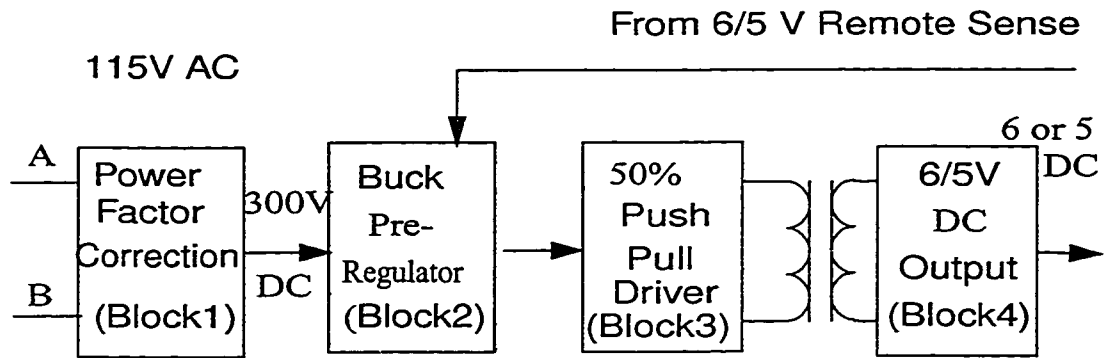 From 6/5 V Remote Sense
115V AC
A
B
Power
Factor
Correction
(Block1)
300V
DC
Buck
Pre-
Regulator
(Block2)
50%
Push
Pull
Driver
(Block3)
6/5V
DC
Output
(Block4)
6 or 5
DC